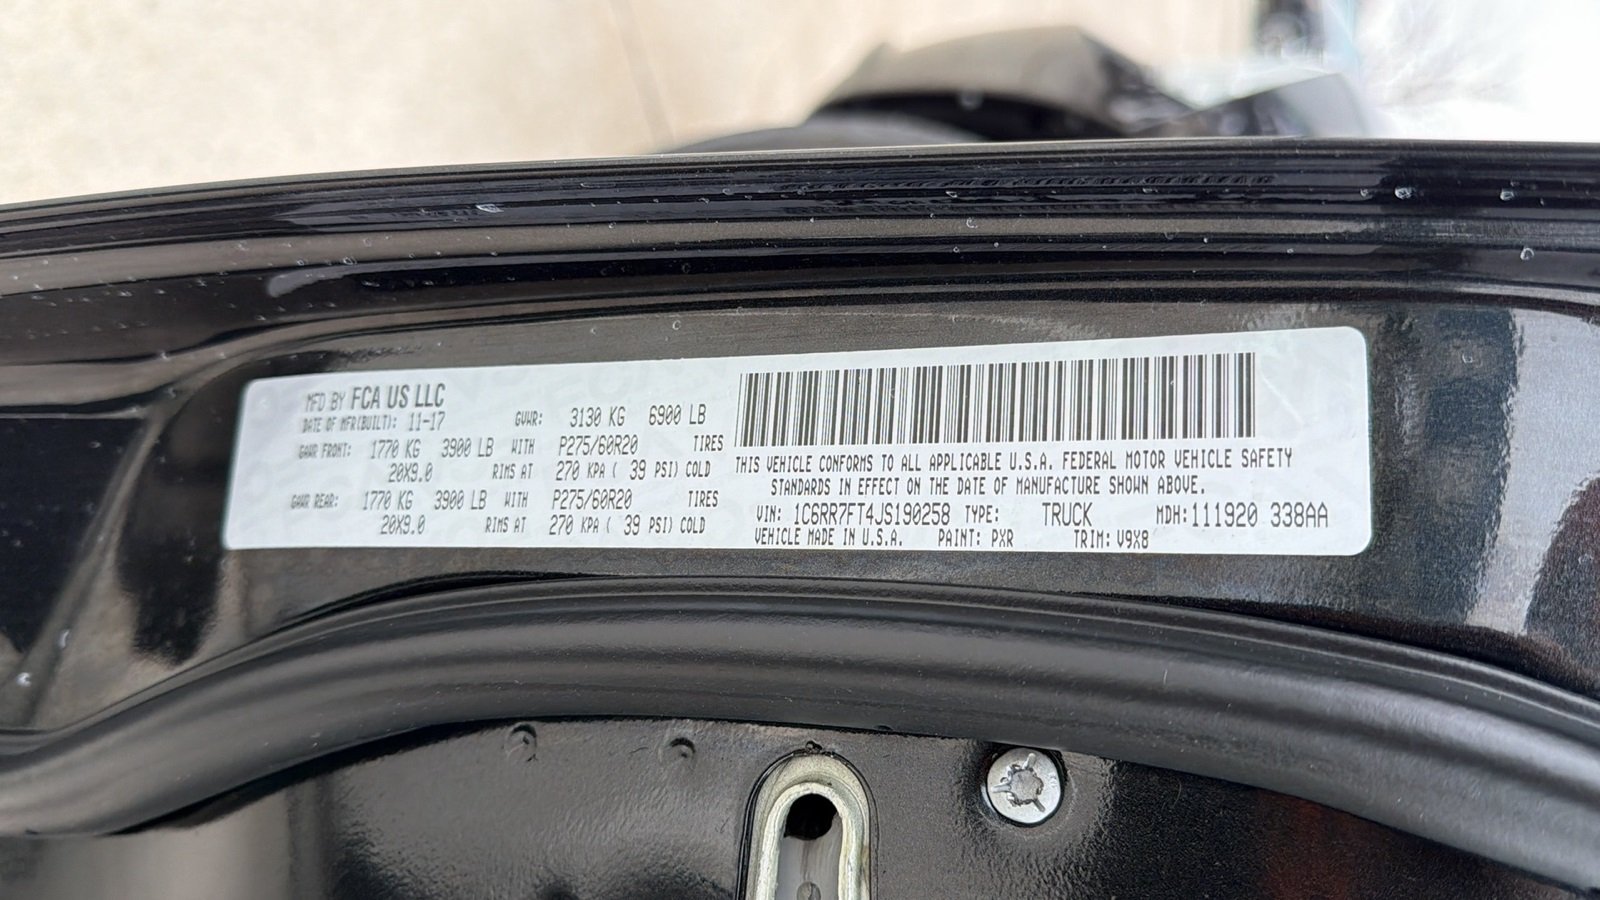 MFD BY FCA US LLC
DATE OF MFR(BUILT): 11-17 GVWR: 3130 KG 6900 LB
GAWR FRONT: 1770 KG 3900 LB WITH P275/60R20 TIRES
20X9.0 RIMS AT 270 KPA ( 39 PSI) COLD
GAWR REAR: 1770 KG 3900 LB WITH P275/60R20 TIRES
20X9.0 RIMS AT 270 KPA ( 39 PSI) COLD
THIS VEHICLE CONFORMS TO ALL APPLICABLE U.S.A. FEDERAL MOTOR VEHICLE SAFETY
STANDARDS IN EFFECT ON THE DATE OF MANUFACTURE SHOWN ABOVE.
VIN: 1C6RR7FT4JS190258 TYPE: TRUCK MDH:111920 338AA
VEHICLE MADE IN U.S.A. PAINT: PXR TRIM: V9X8